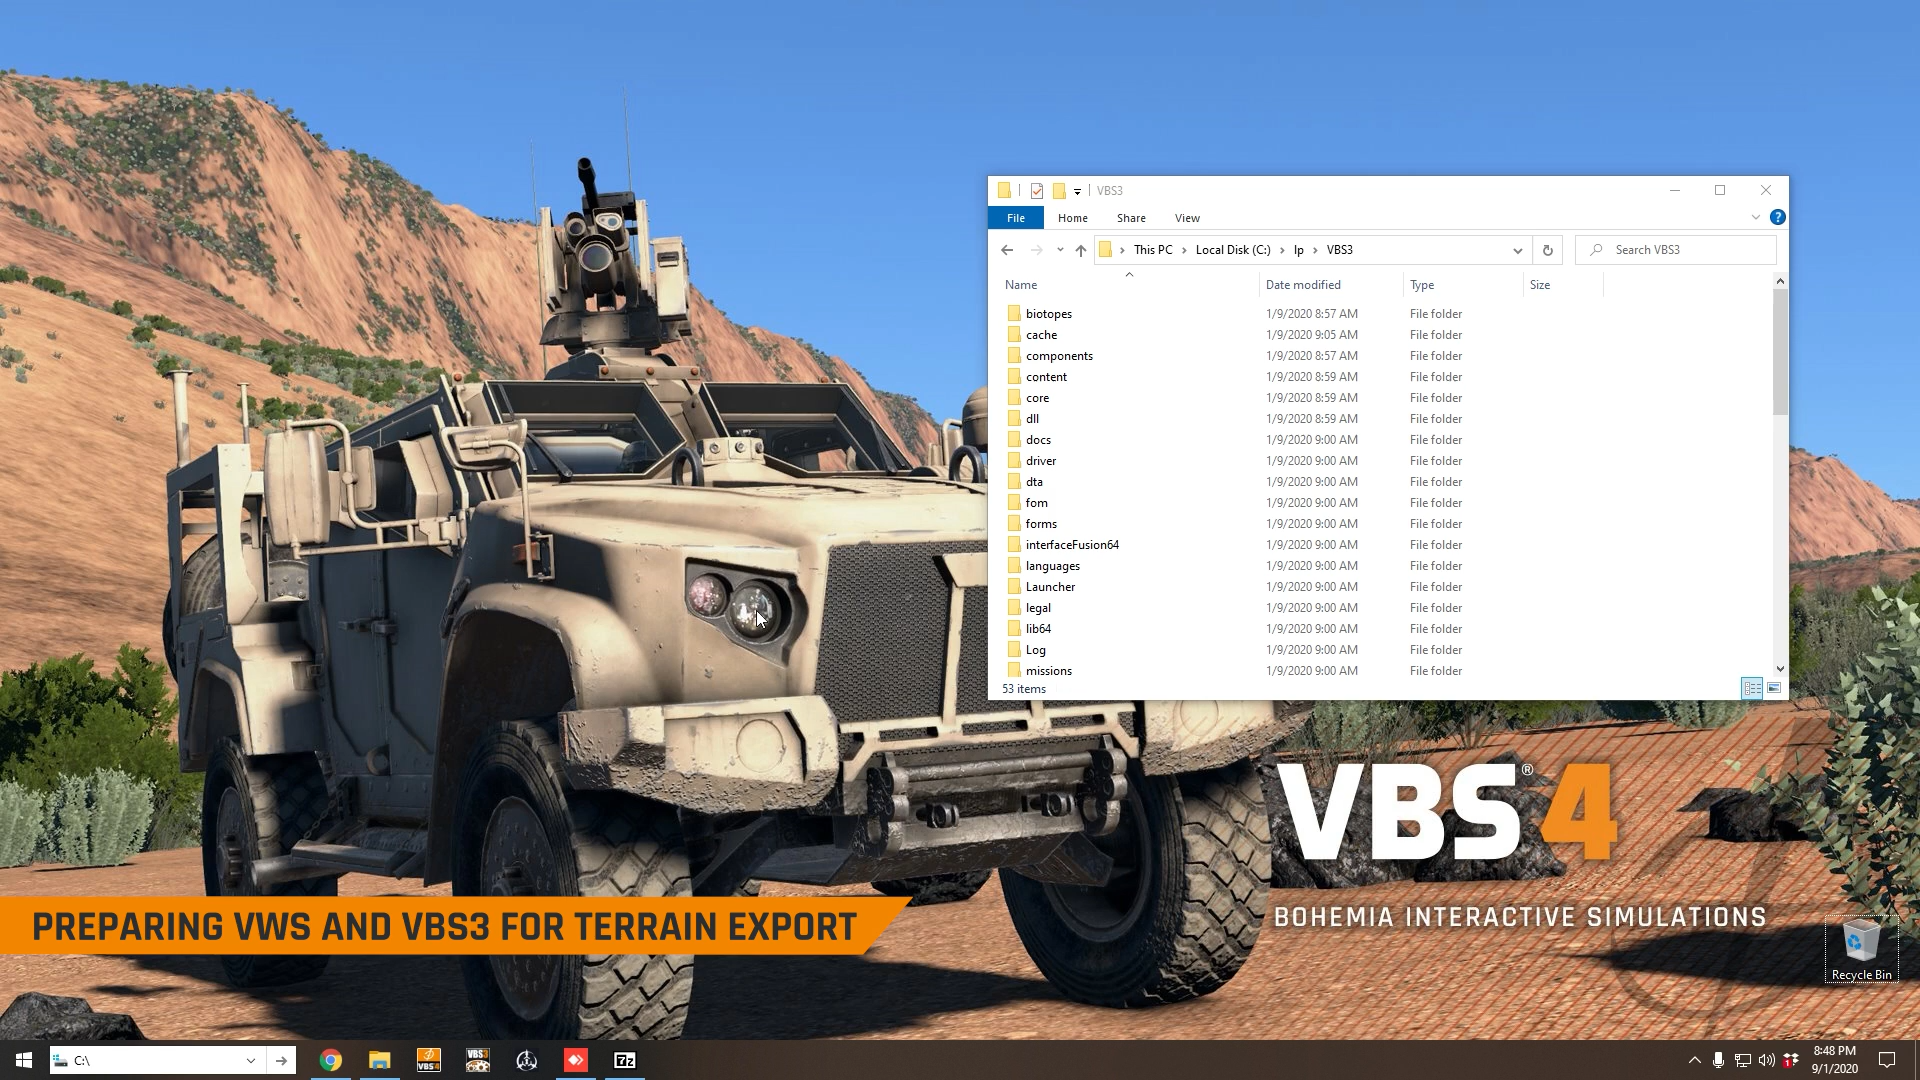 VBS3
File Home Share View
This PC Local Disk (C:) lp VBS3
Search VBS3
Name Date modified Type Size
biotopes 1/9/2020 8:57 AM File folder
cache 1/9/2020 9:05 AM File folder
components 1/9/2020 8:57 AM File folder
content 1/9/2020 8:59 AM File folder
core 1/9/2020 8:59 AM File folder
dll 1/9/2020 8:59 AM File folder
docs 1/9/2020 9:00 AM File folder
driver 1/9/2020 9:00 AM File folder
dta 1/9/2020 9:00 AM File folder
fom 1/9/2020 9:00 AM File folder
forms 1/9/2020 9:00 AM File folder
interfaceFusion64 1/9/2020 9:00 AM File folder
languages 1/9/2020 9:00 AM File folder
Launcher 1/9/2020 9:00 AM File folder
legal 1/9/2020 9:00 AM File folder
lib64 1/9/2020 9:00 AM File folder
Log 1/9/2020 9:00 AM File folder
missions 1/9/2020 9:00 AM File folder
53 items
VBS®4
BOHEMIA INTERACTIVE SIMULATIONS
PREPARING VWS AND VBS3 FOR TERRAIN EXPORT
Recycle Bin
C:\
VBS4
VBS3
7z
1
8:48 PM
9/1/2020